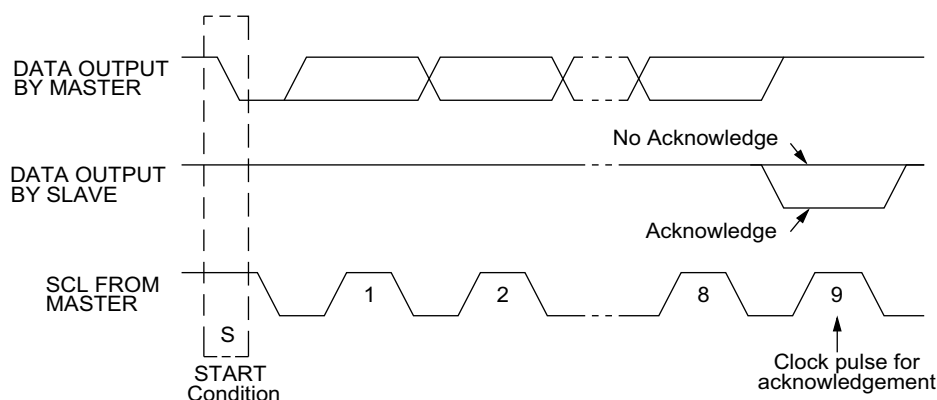 DATA OUTPUT
BY MASTER
No Acknowledge
DATA OUTPUT
BY SLAVE
Acknowledge
SCL FROM
MASTER
1
2
8
9
S
START
Condition
Clock pulse for
acknowledgement